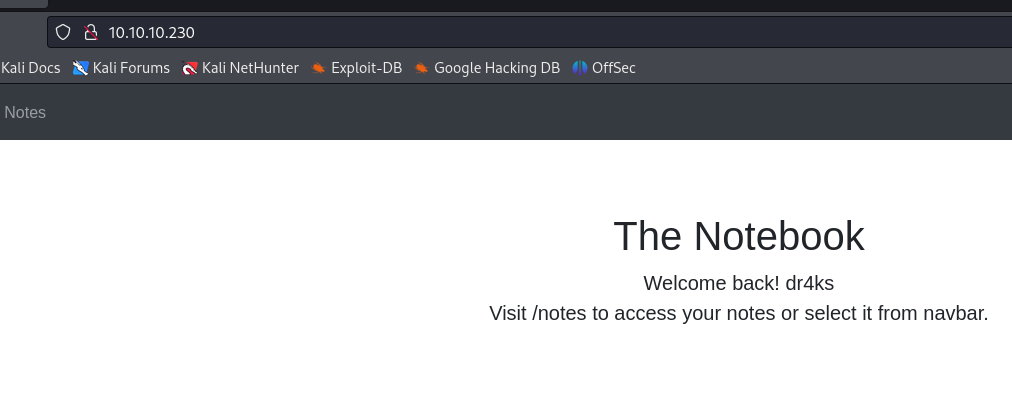 10.10.10.230
Kali Docs Kali Forums Kali NetHunter Exploit-DB Google Hacking DB OffSec
Notes
The Notebook
Welcome back! dr4ks
Visit /notes to access your notes or select it from navbar.